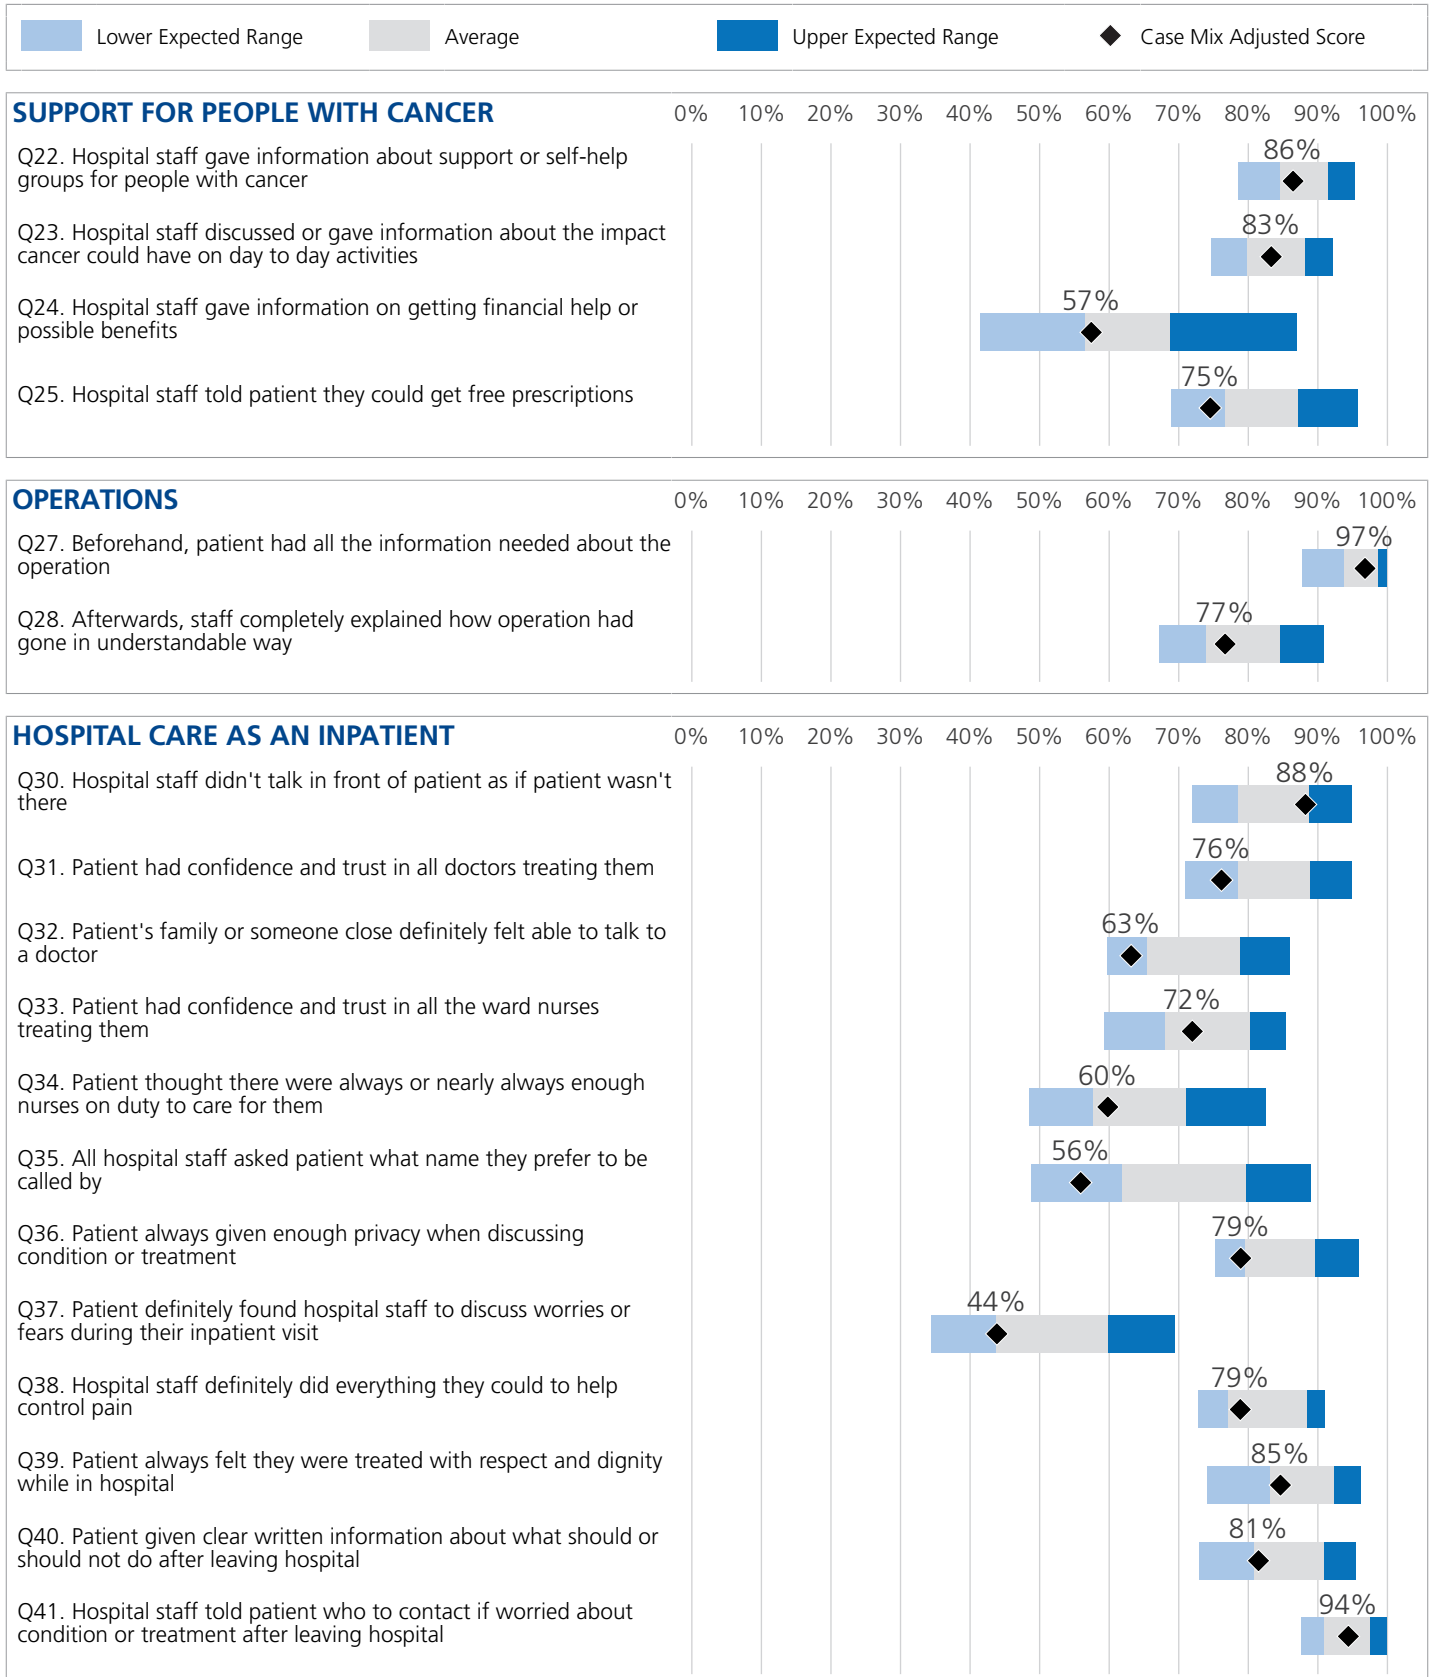 Lower Expected Range Average Upper Expected Range Case Mix Adjusted Score
SUPPORT FOR PEOPLE WITH CANCER 0% 10% 20% 30% 40% 50% 60% 70% 80% 90% 100%
Q22. Hospital staff gave information about support or self-help
groups for people with cancer
86%
Q23. Hospital staff discussed or gave information about the impact
cancer could have on day to day activities
83%
Q24. Hospital staff gave information on getting financial help or
possible benefits
57%
Q25. Hospital staff told patient they could get free prescriptions
75%
OPERATIONS 0% 10% 20% 30% 40% 50% 60% 70% 80% 90% 100%
Q27. Beforehand, patient had all the information needed about the
operation
97%
Q28. Afterwards, staff completely explained how operation had
gone in understandable way
77%
HOSPITAL CARE AS AN INPATIENT 0% 10% 20% 30% 40% 50% 60% 70% 80% 90% 100%
Q30. Hospital staff didn't talk in front of patient as if patient wasn't
there
88%
Q31. Patient had confidence and trust in all doctors treating them
76%
Q32. Patient's family or someone close definitely felt able to talk to
a doctor
63%
Q33. Patient had confidence and trust in all the ward nurses
treating them
72%
Q34. Patient thought there were always or nearly always enough
nurses on duty to care for them
60%
Q35. All hospital staff asked patient what name they prefer to be
called by
56%
Q36. Patient always given enough privacy when discussing
condition or treatment
79%
Q37. Patient definitely found hospital staff to discuss worries or
fears during their inpatient visit
44%
Q38. Hospital staff definitely did everything they could to help
control pain
79%
Q39. Patient always felt they were treated with respect and dignity
while in hospital
85%
Q40. Patient given clear written information about what should or
should not do after leaving hospital
81%
Q41. Hospital staff told patient who to contact if worried about
condition or treatment after leaving hospital
94%